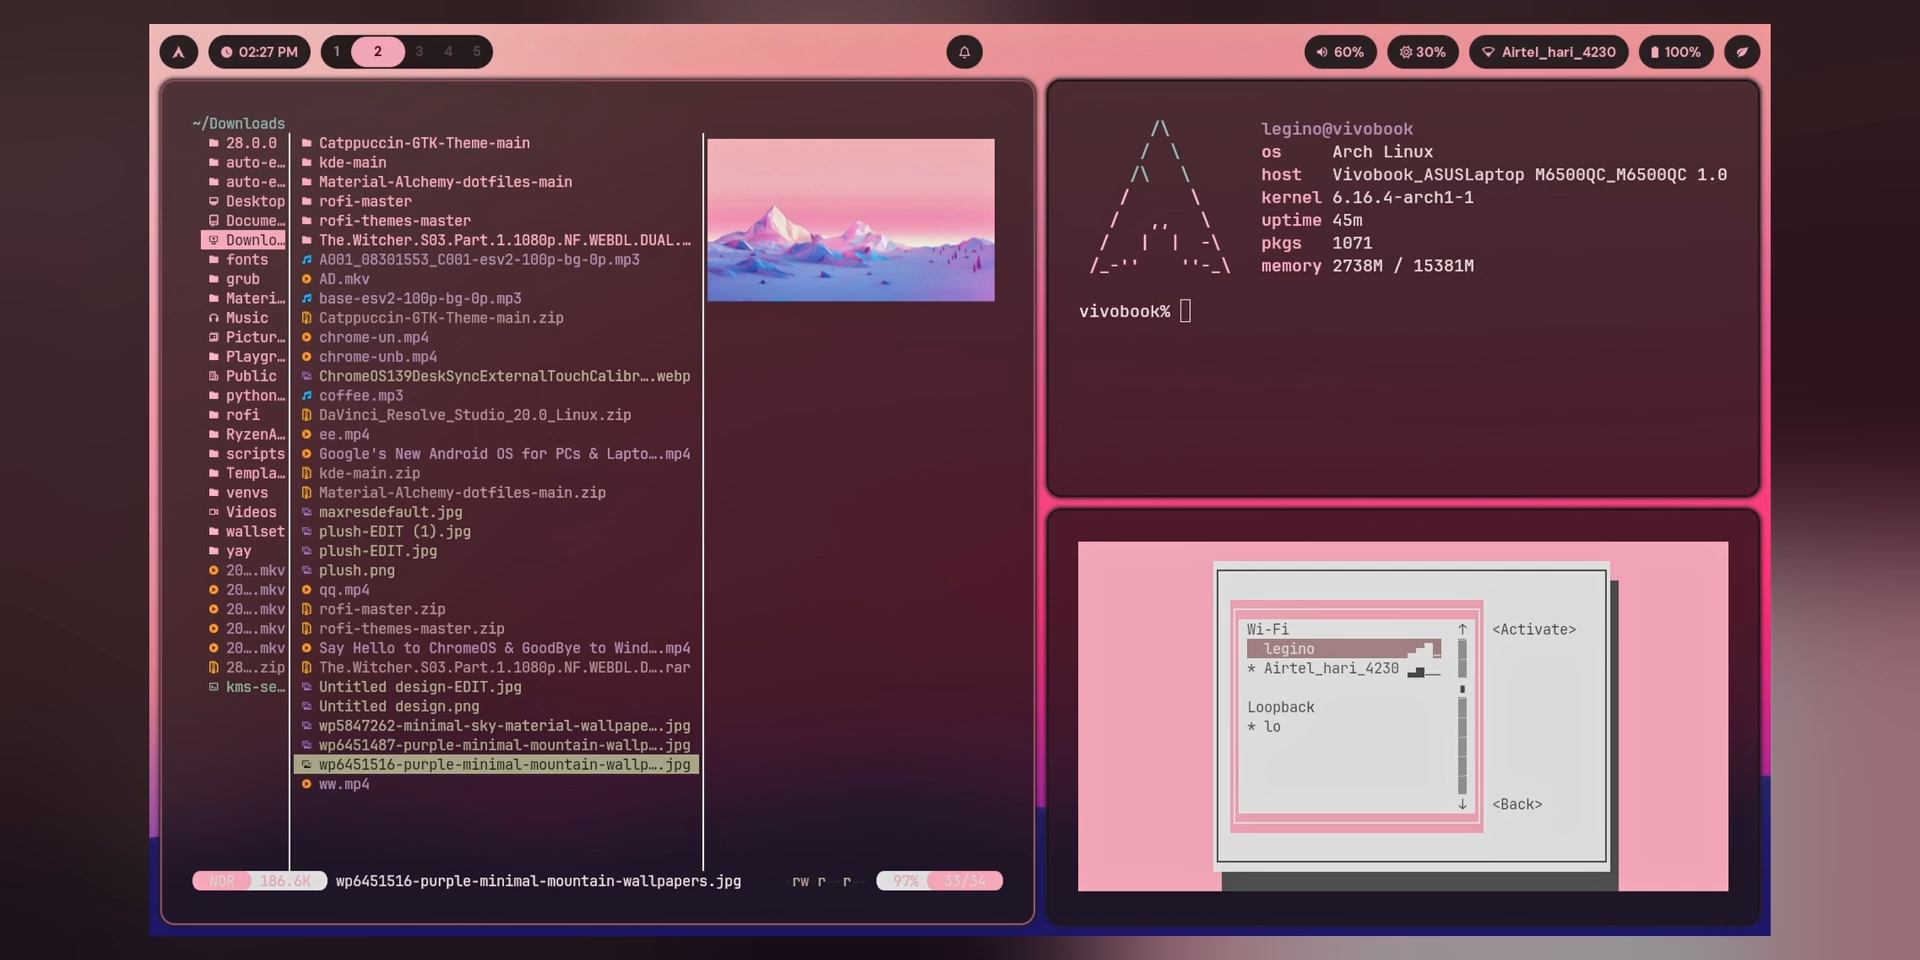 02:27 PM
1 2 3 4 5
60%
30%
Airtel_hari_4230
100%
~/Downloads
28.0.0
auto-e…
auto-e…
Desktop
Docume…
Downlo…
fonts
grub
Materi…
Music
Pictur…
Playgr…
Public
python…
rofi
RyzenA…
scripts
Templa…
venvs
Videos
wallset
yay
20….mkv
20….mkv
20….mkv
20….mkv
20….mkv
28….zip
kms-se…
Catppuccin-GTK-Theme-main
kde-main
Material-Alchemy-dotfiles-main
rofi-master
rofi-themes-master
The.Witcher.S03.Part.1.1080p.NF.WEBDL.DUAL.…
A001_08301553_C001-esv2-100p-bg-0p.mp3
AD.mkv
base-esv2-100p-bg-0p.mp3
Catppuccin-GTK-Theme-main.zip
chrome-un.mp4
chrome-unb.mp4
ChromeOS139DeskSyncExternalTouchCalibr….webp
coffee.mp3
DaVinci_Resolve_Studio_20.0_Linux.zip
ee.mp4
Google's New Android OS for PCs & Lapto….mp4
kde-main.zip
Material-Alchemy-dotfiles-main.zip
maxresdefault.jpg
plush-EDIT (1).jpg
plush-EDIT.jpg
plush.png
qq.mp4
rofi-master.zip
rofi-themes-master.zip
Say Hello to ChromeOS & GoodBye to Wind….mp4
The.Witcher.S03.Part.1.1080p.NF.WEBDL.D….rar
Untitled design-EDIT.jpg
Untitled design.png
wp5847262-minimal-sky-material-wallpape….jpg
wp6451487-purple-minimal-mountain-wallp….jpg
wp6451516-purple-minimal-mountain-wallp….jpg
ww.mp4
NOR 186.6K wp6451516-purple-minimal-mountain-wallpapers.jpg rw r r 97% 33/34
legino@vivobook
os Arch Linux
host Vivobook_ASUSLaptop M6500QC_M6500QC 1.0
kernel 6.16.4-arch1-1
uptime 45m
pkgs 1071
memory 2738M / 15381M
vivobook%
Wi-Fi
legino
* Airtel_hari_4230
Loopback
* lo
<Activate>
<Back>